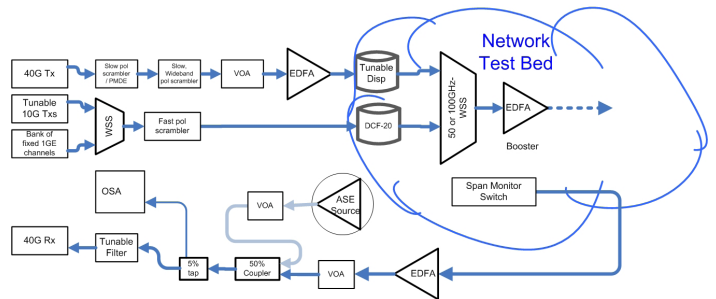 Network
Test Bed
40G Tx
Slow pol
scrambler
/ PMDE
Slow,
Wideband
pol scrambler
VOA
EDFA
Tunable
Disp
Tunable
10G Txs
Bank of
fixed 1GE
channels
WSS
Fast pol
scrambler
DCF-20
50 or 100GHz-
WSS
EDFA
Booster
OSA
VOA
ASE
Source
Span Monitor
Switch
40G Rx
Tunable
Filter
5%
tap
50%
Coupler
VOA
EDFA